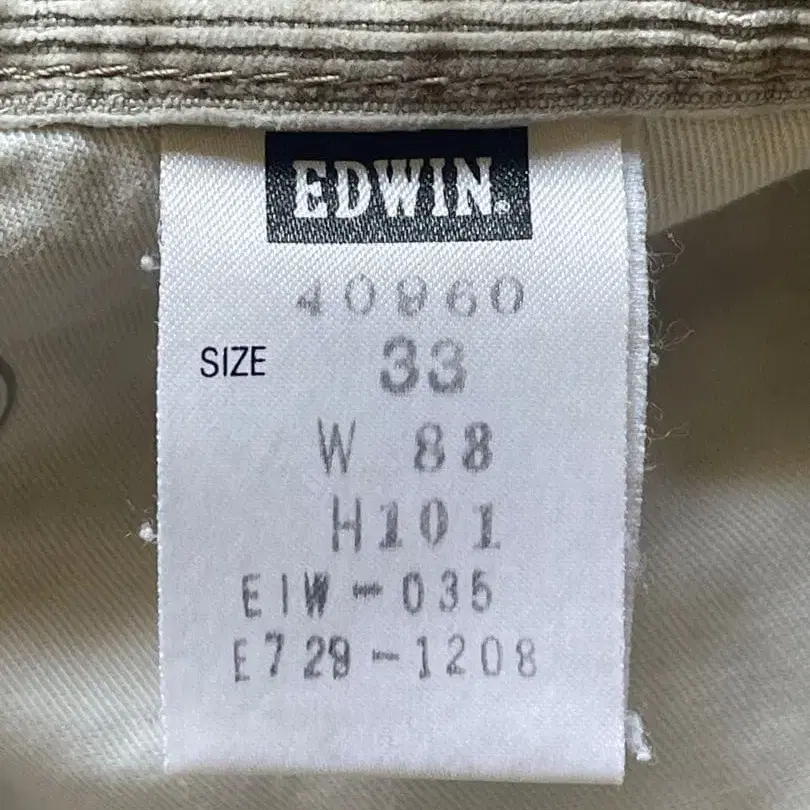 EDWIN.
40960
SIZE 33
W 88
H101
EIW-035
E729-1208